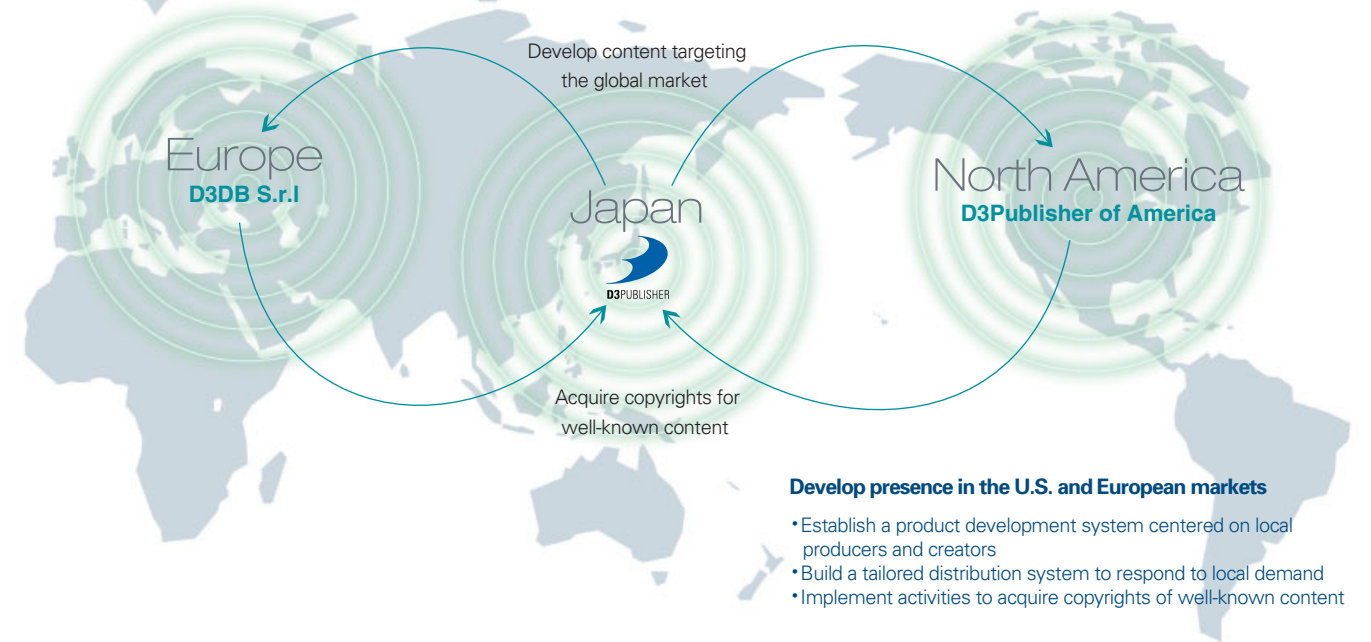 Develop content targeting
the global market
Europe
D3DB S.r.l
Japan
D3PUBLISHER
North America
D3Publisher of America
Acquire copyrights for
well-known content
Develop presence in the U.S. and European markets
•Establish a product development system centered on local
producers and creators
•Build a tailored distribution system to respond to local demand
•Implement activities to acquire copyrights of well-known content